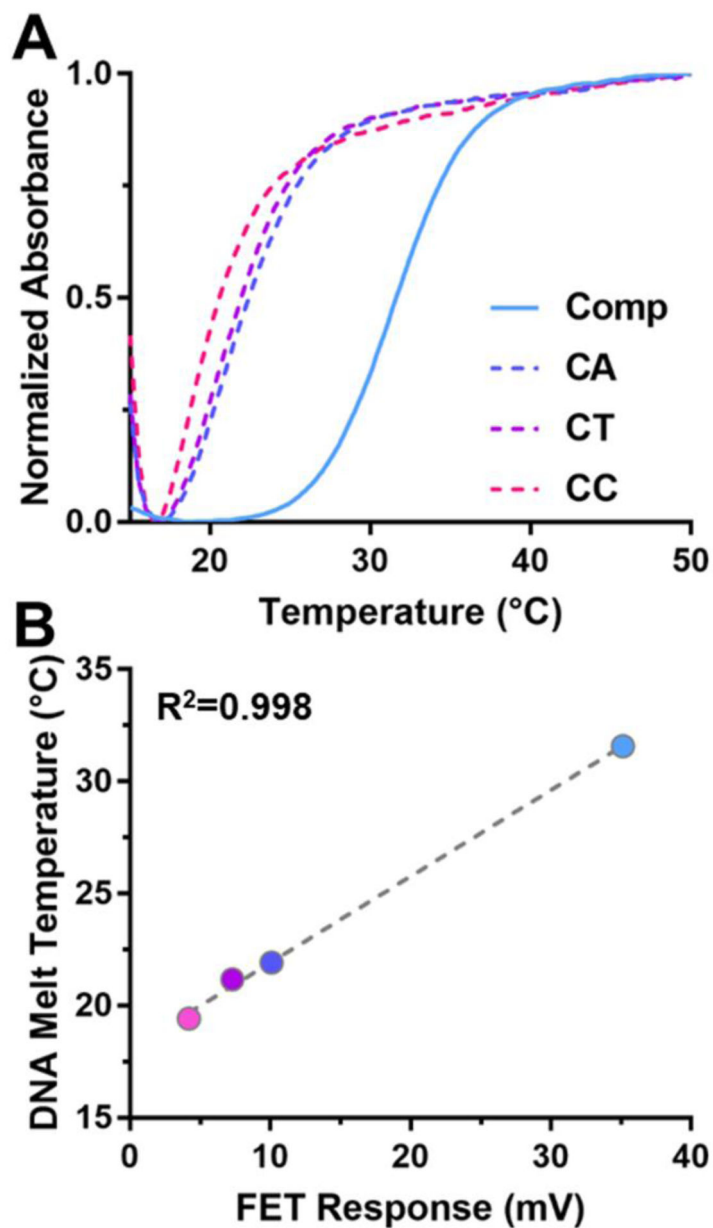 A
1.0
0.5
0.0
Normalized Absorbance
Comp
CA
CT
CC
20
30
40
50
Temperature (°C)
B
35
30
25
20
15
DNA Melt Temperature (°C)
R²=0.998
0
10
20
30
40
FET Response (mV)